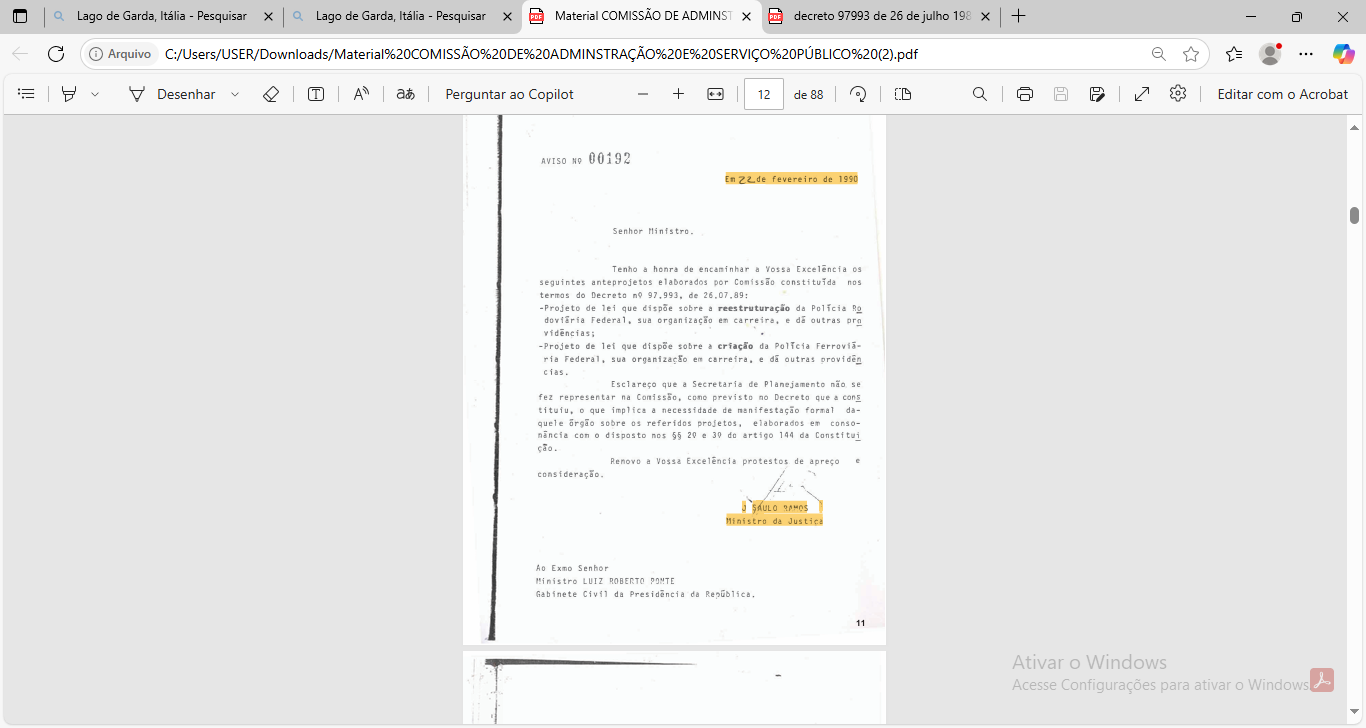 Lago de Garda, Itália - Pesquisar
Lago de Garda, Itália - Pesquisar
Material COMISSÃO DE ADMINST
decreto 97993 de 26 de julho 198
Arquivo
C:/Users/USER/Downloads/Material%20COMISSÃO%20DE%20ADMINSTRAÇÃO%20E%20SERVIÇO%20PÚBLICO%20(2).pdf
Desenhar
aあ
Perguntar ao Copilot
12
de 88
Editar com o Acrobat
AVISO Nº 00192
Em 22 de fevereiro de 1990
Senhor Ministro.
Tenho a honra de encaminhar a Vossa Excelência os
seguintes anteprojetos elaborados por Comissão constituída nos
termos do Decreto nº 97.993, de 26.07.89:
-Projeto de lei que dispõe sobre a reestruturação da Polícia Ro
doviária Federal, sua organização em carreira, e dá outras pro
vidências;
-Projeto de lei que dispõe sobre a criação da Polícia Ferroviá-
ria Federal, sua organização em carreira, e dá outras providên
cias.
Esclareço que a Secretaria de Planejamento não se
fez representar na Comissão, como previsto no Decreto que a cons
tituiu, o que implica a necessidade de manifestação formal da-
quele órgão sobre os referidos projetos, elaborados em conso-
nância com o disposto nos §§ 2º e 3º do artigo 144 da Constitui
ção.
Renovo a Vossa Excelência protestos de apreço e
consideração.
J SAULO RAMOS
Ministro da Justiça
Ao Exmo Senhor
Ministro LUIZ ROBERTO PONTE
Gabinete Civil da Presidência da República.
11
Ativar o Windows
Acesse Configurações para ativar o Windows